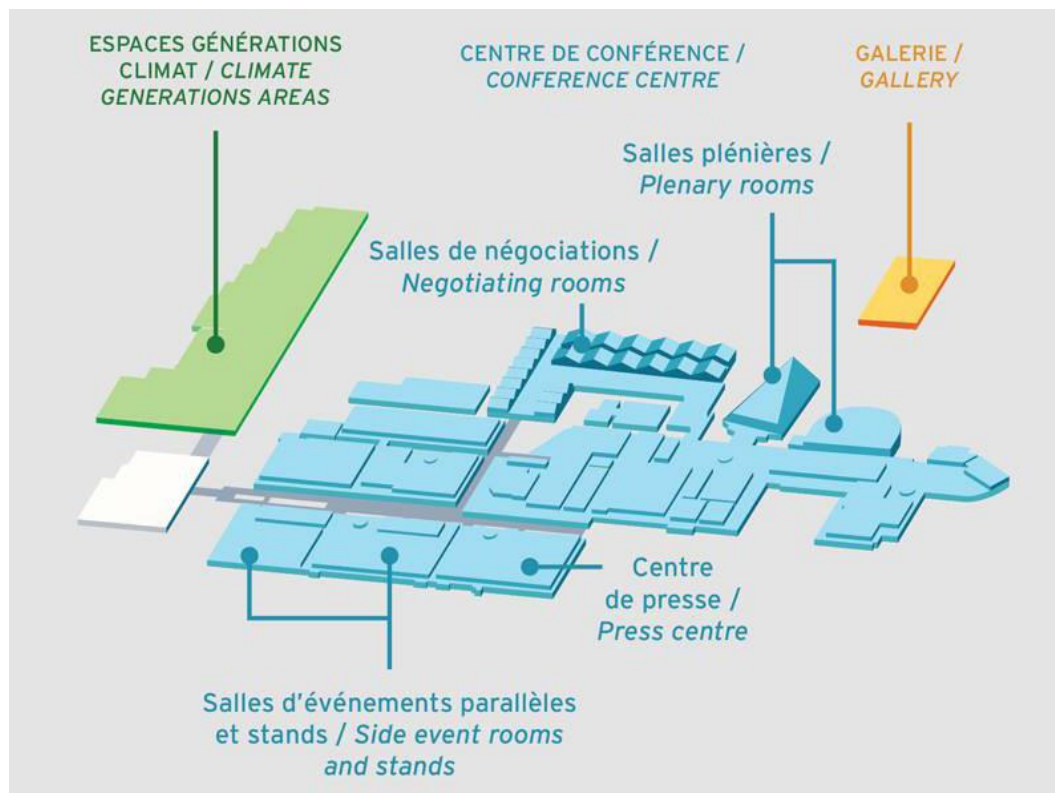 ESPACES GÉNÉRATIONS
CLIMAT / CLIMATE
GENERATIONS AREAS
CENTRE DE CONFÉRENCE /
CONFERENCE CENTRE
GALERIE /
GALLERY
Salles plénières /
Plenary rooms
Salles de négociations /
Negotiating rooms
Centre
de presse /
Press centre
Salles d'événements parallèles
et stands / Side event rooms
and stands